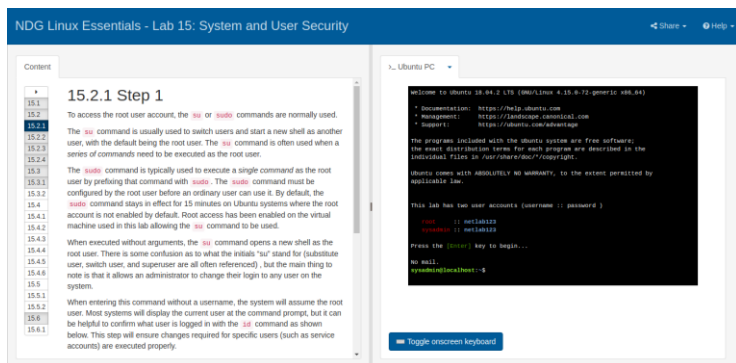 NDG Linux Essentials - Lab 15: System and User Security
Share
Help
Content
15.1
15.2
15.2.1
15.2.2
15.2.3
15.2.4
15.3
15.3.1
15.3.2
15.4
15.4.1
15.4.2
15.4.3
15.4.4
15.4.5
15.4.6
15.5
15.5.1
15.5.2
15.6
15.6.1
15.2.1 Step 1
To access the root user account, the su or sudo commands are normally used.
The su command is usually used to switch users and start a new shell as another
user, with the default being the root user. The su command is often used when a
series of commands need to be executed as the root user.
The sudo command is typically used to execute a single command as the root
user by prefixing that command with sudo . The sudo command must be
configured by the root user before an ordinary user can use it. By default, the
sudo command stays in effect for 15 minutes on Ubuntu systems where the root
account is not enabled by default. Root access has been enabled on the virtual
machine used in this lab allowing the su command to be used.
When executed without arguments, the su command opens a new shell as the
root user. There is some confusion as to what the initials "su" stand for (substitute
user, switch user, and superuser are all often referenced) , but the main thing to
note is that it allows an administrator to change their login to any user on the
system.
When entering this command without a username, the system will assume the root
user. Most systems will display the current user at the command prompt, but it can
be helpful to confirm what user is logged in with the id command as shown
below. This step will ensure changes required for specific users (such as service
accounts) are executed properly.
>_ Ubuntu PC
Welcome to Ubuntu 18.04.2 LTS (GNU/Linux 4.15.0-72-generic x86_64)
* Documentation: https://help.ubuntu.com
* Management: https://landscape.canonical.com
* Support: https://ubuntu.com/advantage
The programs included with the Ubuntu system are free software;
the exact distribution terms for each program are described in the
individual files in /usr/share/doc/*/copyright.
Ubuntu comes with ABSOLUTELY NO WARRANTY, to the extent permitted by
applicable law.
This lab has two user accounts (username :: password )
root :: netlab123
sysadmin :: netlab123
Press the [Enter] key to begin...
No mail.
sysadmin@localhost:~$
Toggle onscreen keyboard